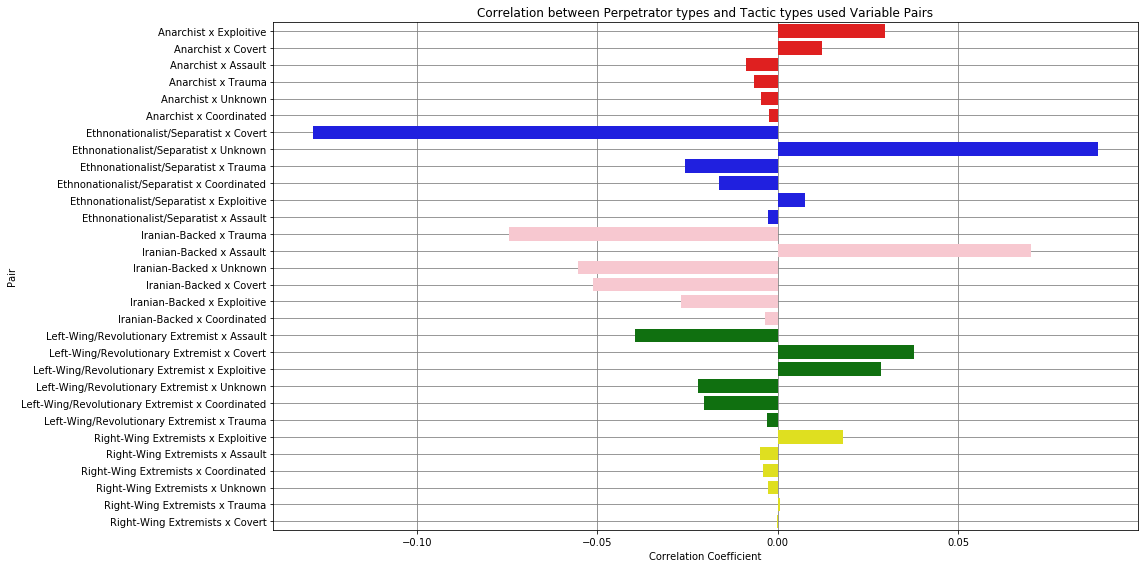 Correlation between Perpetrator types and Tactic types used Variable Pairs
Anarchist x Exploitive
Anarchist x Covert
Anarchist x Assault
Anarchist x Trauma
Anarchist x Unknown
Anarchist x Coordinated
Ethnonationalist/Separatist x Covert
Ethnonationalist/Separatist x Unknown
Ethnonationalist/Separatist x Trauma
Ethnonationalist/Separatist x Coordinated
Ethnonationalist/Separatist x Exploitive
Ethnonationalist/Separatist x Assault
Iranian-Backed x Trauma
Iranian-Backed x Assault
Iranian-Backed x Unknown
Iranian-Backed x Covert
Iranian-Backed x Exploitive
Iranian-Backed x Coordinated
Left-Wing/Revolutionary Extremist x Assault
Left-Wing/Revolutionary Extremist x Covert
Left-Wing/Revolutionary Extremist x Exploitive
Left-Wing/Revolutionary Extremist x Unknown
Left-Wing/Revolutionary Extremist x Coordinated
Left-Wing/Revolutionary Extremist x Trauma
Right-Wing Extremists x Exploitive
Right-Wing Extremists x Assault
Right-Wing Extremists x Coordinated
Right-Wing Extremists x Unknown
Right-Wing Extremists x Trauma
Right-Wing Extremists x Covert
Pair
−0.10 −0.05 0.00 0.05
Correlation Coefficient